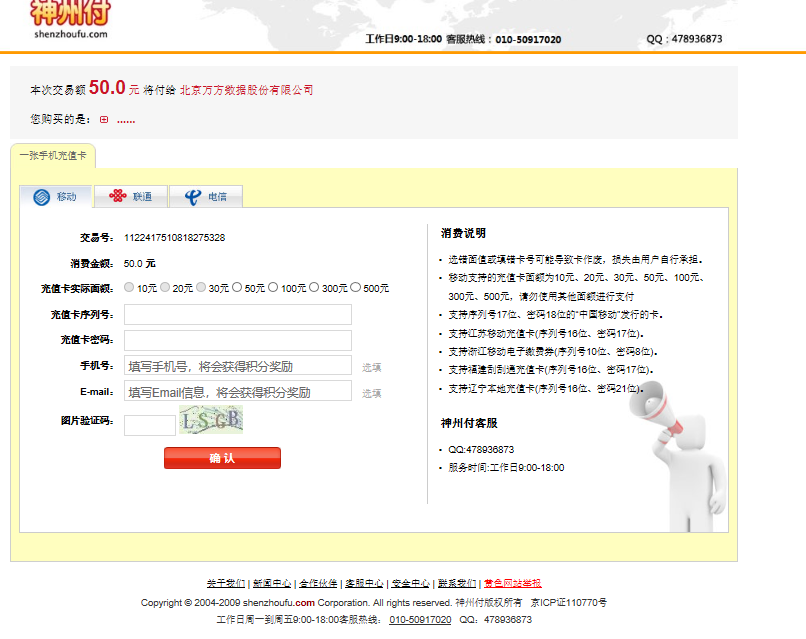 神州付
shenzhoufu.com
工作日9:00-18:00 客服热线：010-50917020
QQ：478936873
本次交易额 50.0 元 将付给 北京万方数据股份有限公司
您购买的是： ......
一张手机充值卡
移动
联通
电信
交易号： 1122417510818275328
消费金额： 50.0 元
充值卡实际面额： 10元 20元 30元 50元 100元 300元 500元
充值卡序列号：
充值卡密码：
手机号： 填写手机号，将会获得积分奖励 选填
E-mail： 填写Email信息，将会获得积分奖励 选填
图片验证码： LSGB
确 认
消费说明
· 选错面值或填错卡号可能导致卡作废，损失由用户自行承担。
· 移动支持的充值卡面额为10元、20元、30元、50元、100元、
300元、500元，请勿使用其他面额进行支付
· 支持序列号17位、密码18位的“中国移动”发行的卡。
· 支持江苏移动充值卡(序列号16位、密码17位)。
· 支持浙江移动电子缴费券(序列号10位、密码8位)。
· 支持福建刮刮通充值卡(序列号16位、密码17位)。
· 支持辽宁本地充值卡(序列号16位、密码21位)。
神州付客服
· QQ:478936873
· 服务时间:工作日9:00-18:00
关于我们 | 新闻中心 | 合作伙伴 | 客服中心 | 安全中心 | 联系我们 | 黄色网站举报
Copyright © 2004-2009 shenzhoufu.com Corporation. All rights reserved. 神州付版权所有 京ICP证110770号
工作日周一到周五9:00-18:00客服热线： 010-50917020 QQ：478936873